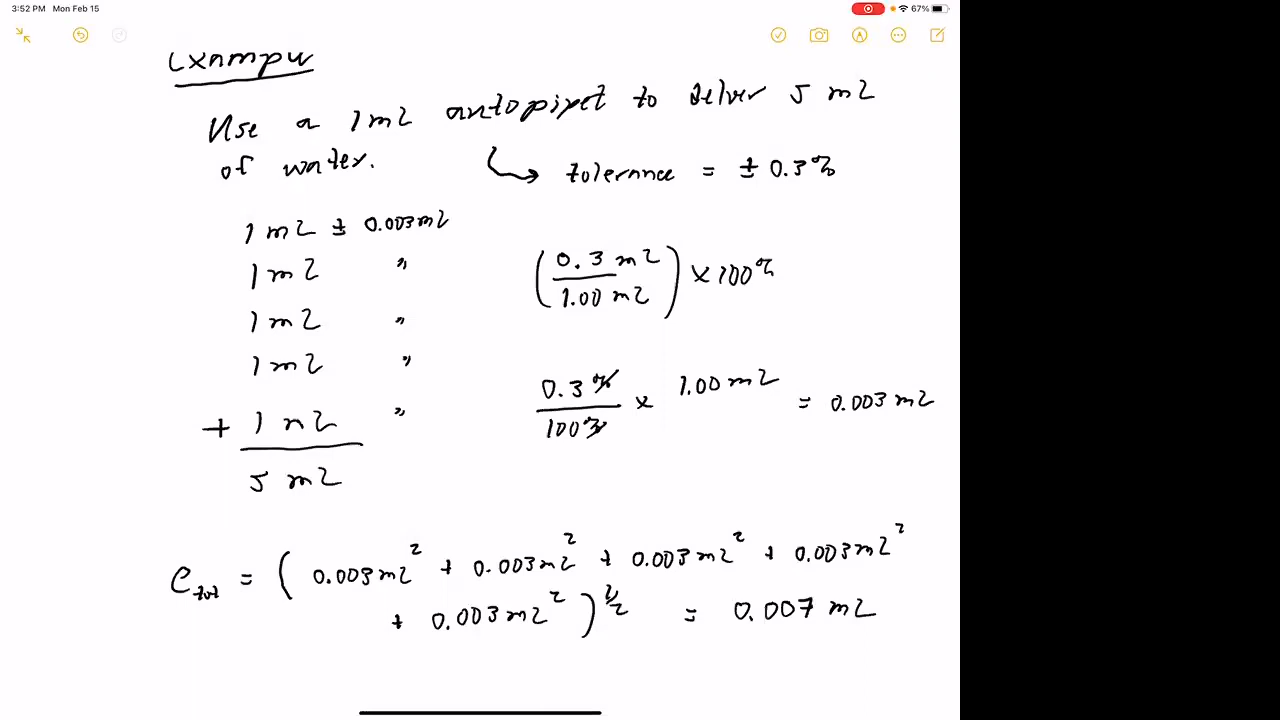 3:52 PM Mon Feb 15 67%
Example
Use a 1 mL autopipet to deliver 5 mL
of water.
↳ tolerance = ± 0.3%
1 mL ± 0.003 mL
1 mL "
1 mL "
1 mL "
+ 1 mL "
5 mL
(0.3 mL / 1.00 mL) × 100%
0.3% / 100% × 1.00 mL = 0.003 mL
e_tot = (0.003 mL² + 0.003 mL² + 0.003 mL² + 0.003 mL²
+ 0.003 mL²)^½ = 0.007 mL